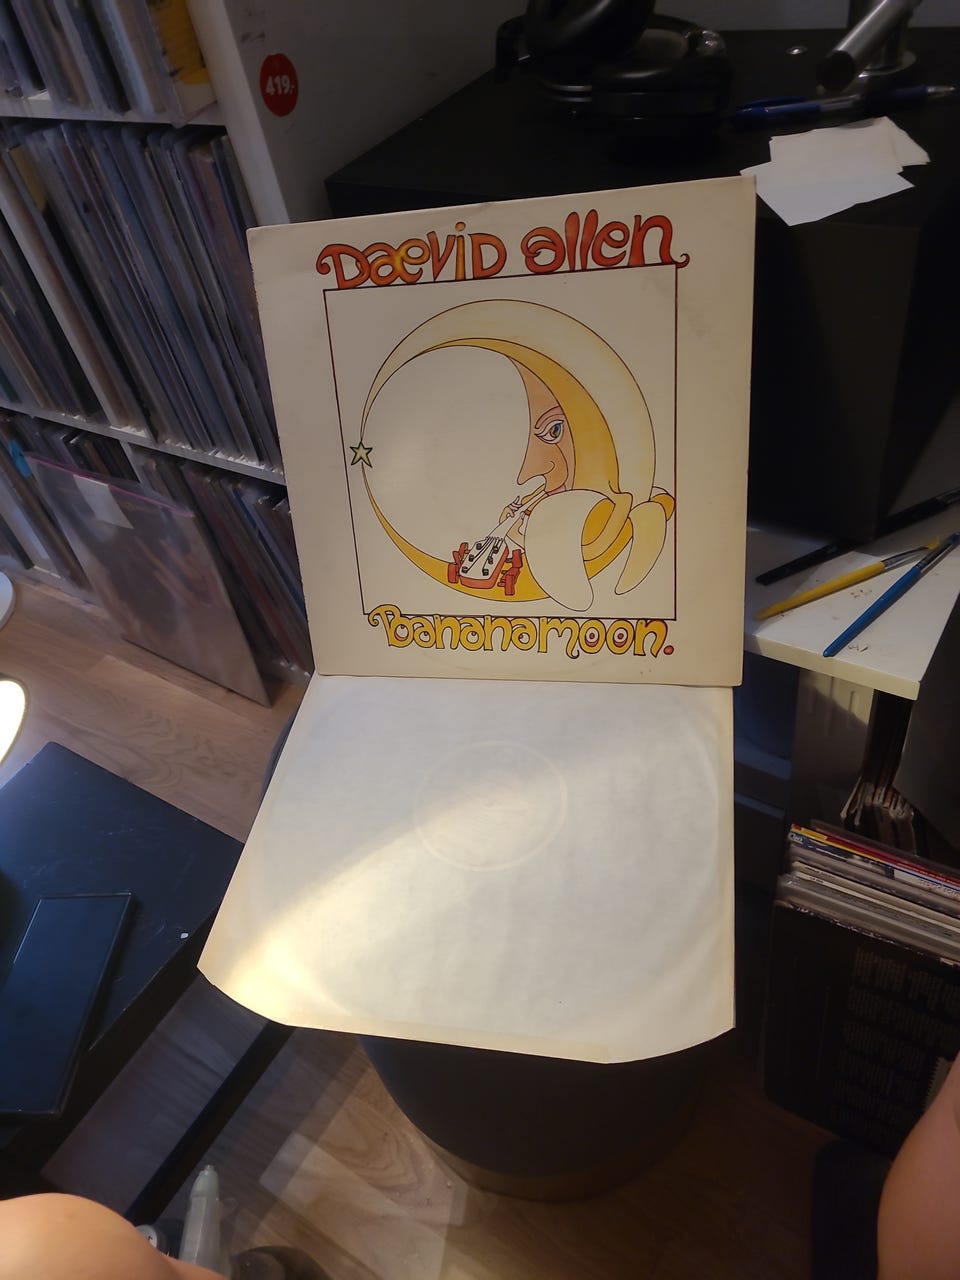 419.-
Daevid allen
Bananamoon.